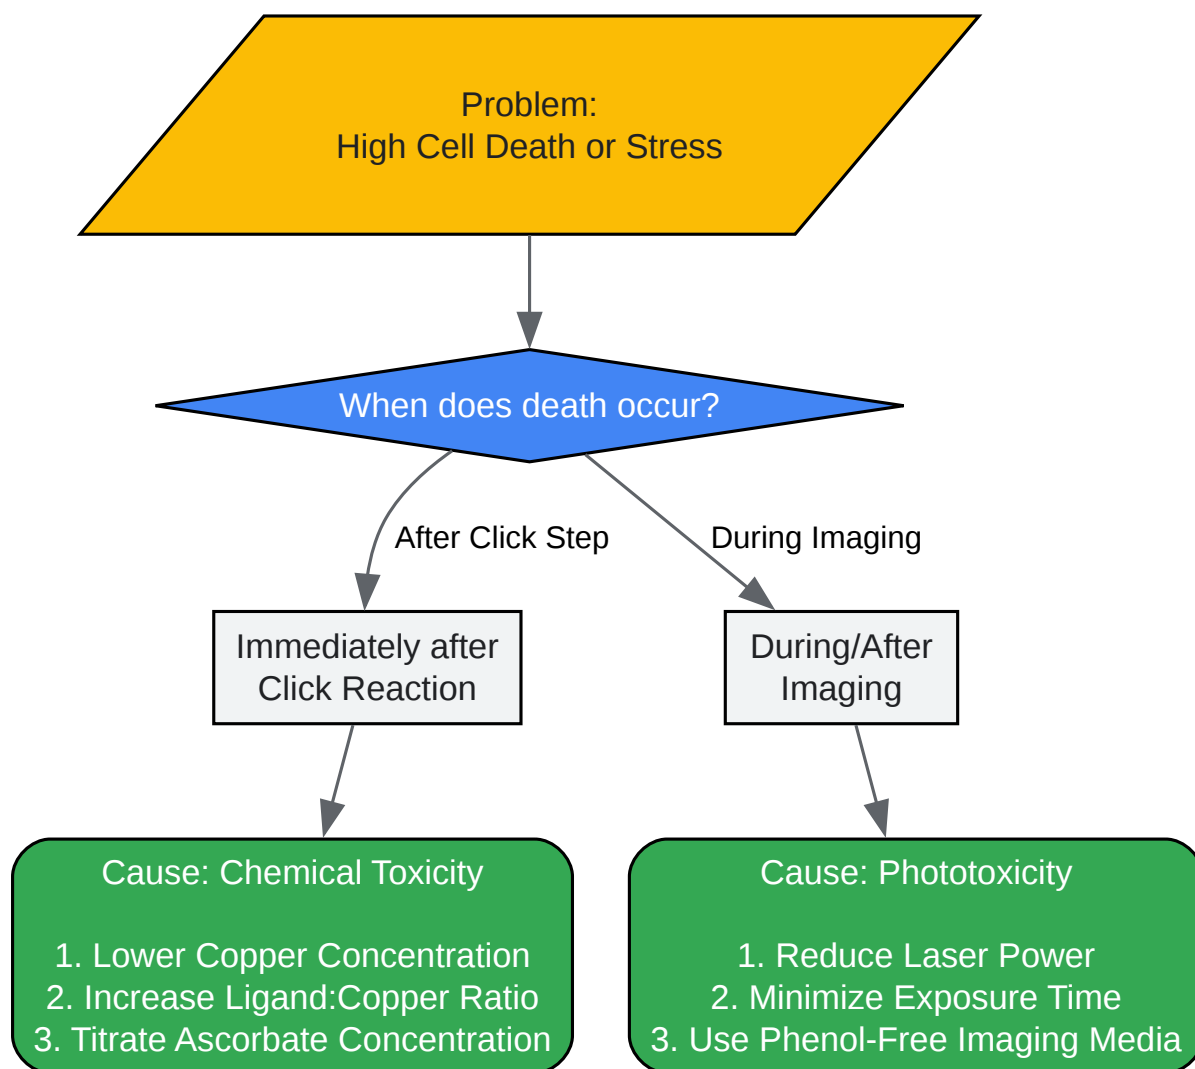 Problem:
High Cell Death or Stress
When does death occur?
After Click Step
During Imaging
Immediately after
Click Reaction
During/After
Imaging
Cause: Chemical Toxicity
1. Lower Copper Concentration
2. Increase Ligand:Copper Ratio
3. Titrate Ascorbate Concentration
Cause: Phototoxicity
1. Reduce Laser Power
2. Minimize Exposure Time
3. Use Phenol-Free Imaging Media